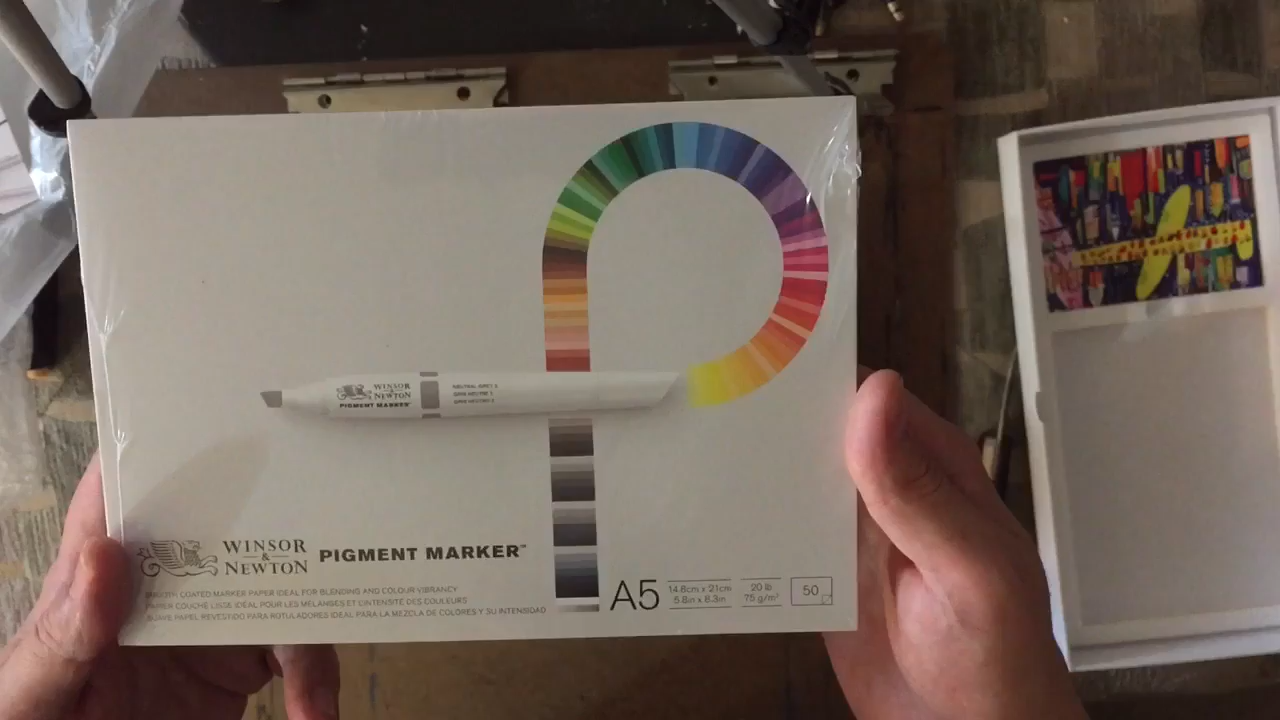 WINSOR
&
NEWTON
PIGMENT MARKER
NEUTRAL GREY 3
WINSOR
&
NEWTON
PIGMENT MARKER™
SMOOTH COATED MARKER PAPER IDEAL FOR BLENDING AND COLOUR VIBRANCY
PAPIER COUCHÉ LISSE IDÉAL POUR LES MÉLANGES ET L'INTENSITÉ DES COULEURS
SUAVE PAPEL REVESTIDO PARA ROTULADORES IDEAL PARA LA MEZCLA DE COLORES Y SU INTENSIDAD
A5
14.8cm x 21cm
5.8in x 8.3in
20 lb
75 g/m²
50